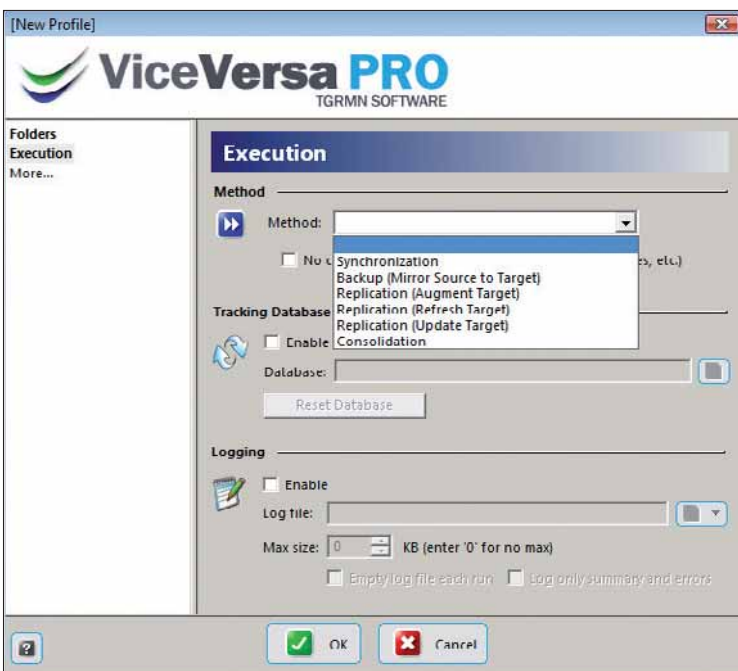 [New Profile]
ViceVersa PRO
TGRMN SOFTWARE
Folders
Execution
More...
Execution
Method
Method:
No es, etc.)
Synchronization
Backup (Mirror Source to Target)
Replication (Augment Target)
Replication (Refresh Target)
Replication (Update Target)
Consolidation
Tracking Database
Enable
Database:
Reset Database
Logging
Enable
Log file:
Max size: 0 KB (enter '0' for no max)
Empty log file each run Log only summary and errors
? OK Cancel